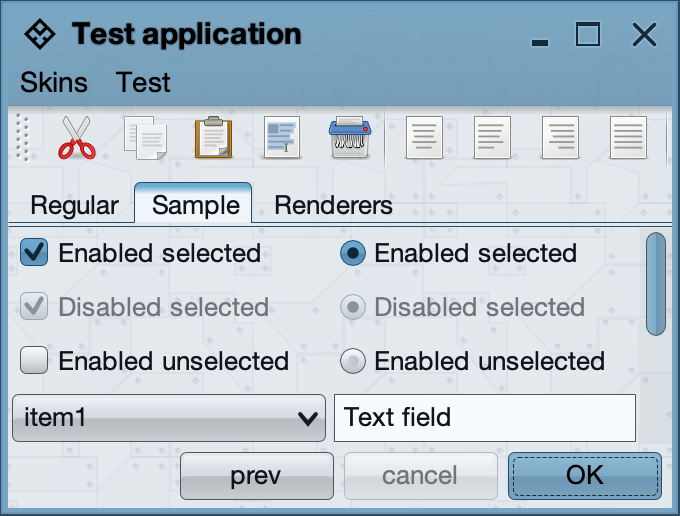 Test application
Skins Test
Regular Sample Renderers
Enabled selected Enabled selected
Disabled selected Disabled selected
Enabled unselected Enabled unselected
item1 Text field
prev cancel OK